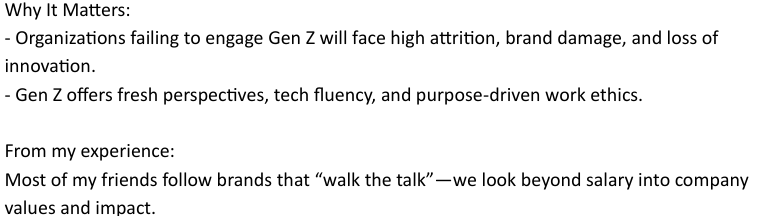 Why It Matters:
- Organizations failing to engage Gen Z will face high attrition, brand damage, and loss of
innovation.
- Gen Z offers fresh perspectives, tech fluency, and purpose-driven work ethics.
From my experience:
Most of my friends follow brands that “walk the talk”—we look beyond salary into company
values and impact.